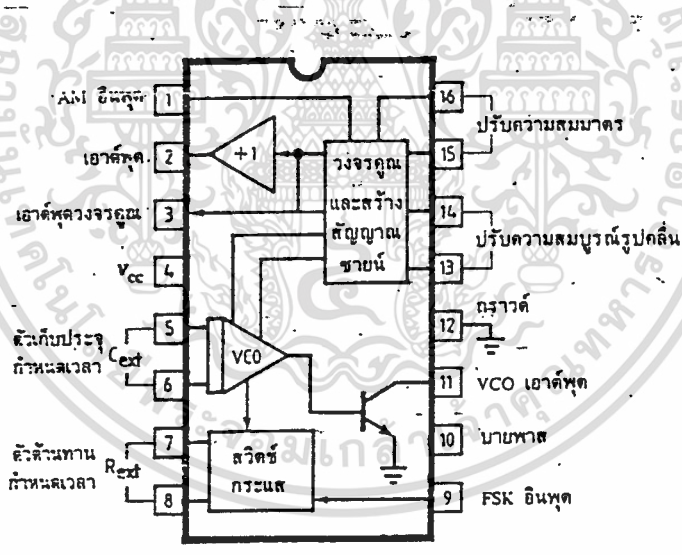 AM อินพุต 1
เอาต์พุต 2
เอาต์พุตวงจรคูณ 3
Vcc 4
ตัวเก็บประจุ
กำหนดเวลา
Cext
5
6
ตัวต้านทาน
กำหนดเวลา
Rext
7
8
+1
วงจรคูณ
และสร้าง
สัญญาณ
ซายน์
VCO
สวิตช์
กระแส
16
15
ปรับความสมมาตร
14
13
ปรับความสมบูรณ์รูปคลื่น
กราวด์
12
11 VCO เอาต์พุต
10 บายพาส
9 FSK อินพุต